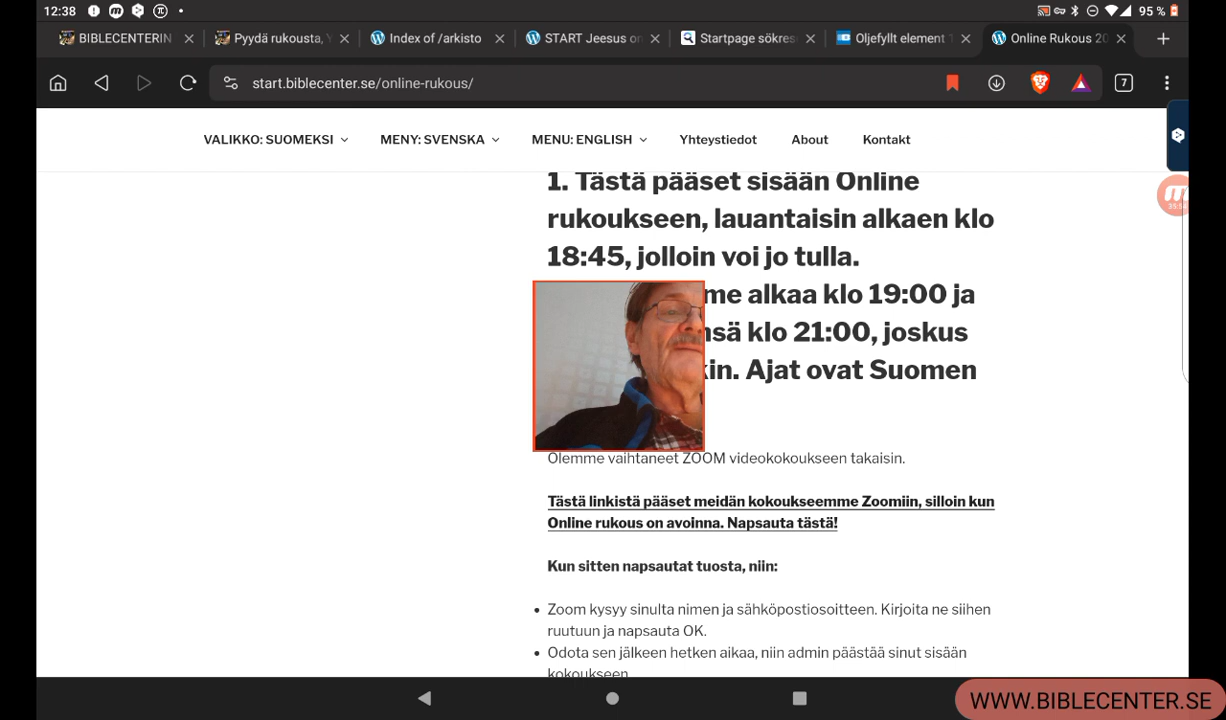 12:38
95 %
BIBLECENTERIN
Pyydä rukousta, Y
Index of /arkisto
START Jeesus on
Startpage sökres
Oljefyllt element
Online Rukous 20
start.biblecenter.se/online-rukous/
7
VALIKKO: SUOMEKSI
MENY: SVENSKA
MENU: ENGLISH
Yhteystiedot
About
Kontakt
1. Tästä pääset sisään Online
rukoukseen, lauantaisin alkaen klo
18:45, jolloin voi jo tulla.
me alkaa klo 19:00 ja
sä klo 21:00, joskus
kin. Ajat ovat Suomen
Olemme vaihtaneet ZOOM videokokoukseen takaisin.
Tästä linkistä pääset meidän kokoukseemme Zoomiin, silloin kun
Online rukous on avoinna. Napsauta tästä!
Kun sitten napsautat tuosta, niin:
Zoom kysyy sinulta nimen ja sähköpostiosoitteen. Kirjoita ne siihen
ruutuun ja napsauta OK.
Odota sen jälkeen hetken aikaa, niin admin päästää sinut sisään
kokoukseen
WWW.BIBLECENTER.SE